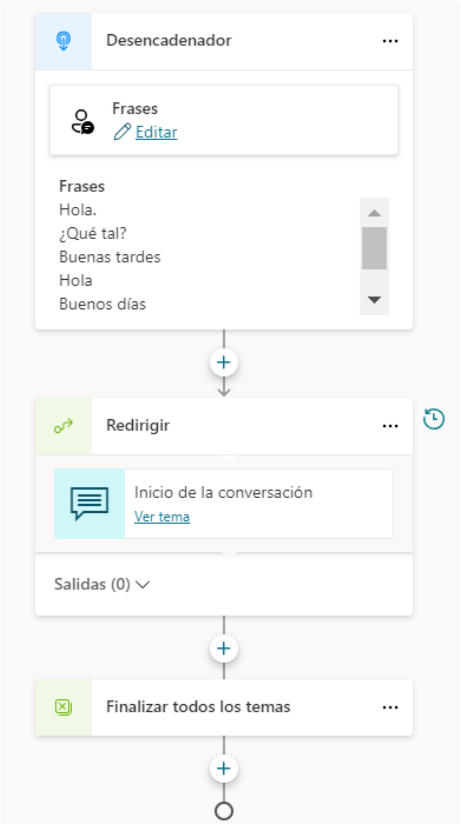 Desencadenador
Frases
Editar
Frases
Hola.
¿Qué tal?
Buenas tardes
Hola
Buenos días
Redirigir
Inicio de la conversación
Ver tema
Salidas (0)
Finalizar todos los temas